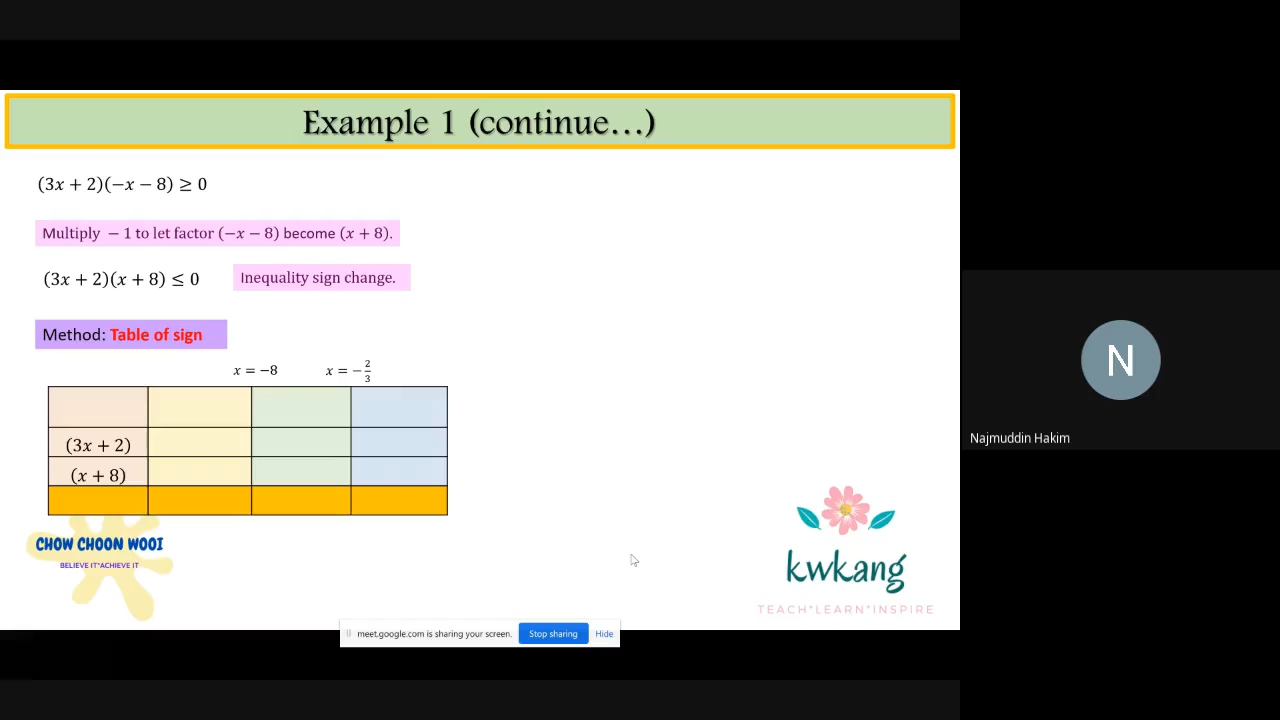 Example 1 (continue...)
(3x + 2)(−x − 8) ≥ 0
Multiply − 1 to let factor (−x − 8) become (x + 8).
(3x + 2)(x + 8) ≤ 0
Inequality sign change.
Method: Table of sign
x = −8
x = −2/3
(3x + 2)
(x + 8)
CHOW CHOON WOOI
BELIEVE IT*ACHIEVE IT
kwkang
TEACH*LEARN*INSPIRE
meet.google.com is sharing your screen.
Stop sharing
Hide
N
Najmuddin Hakim